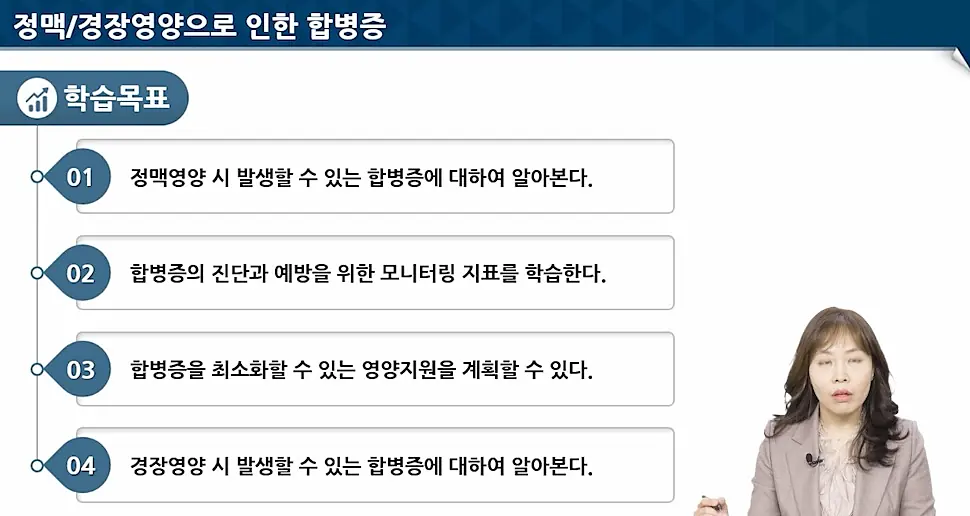 정맥/경장영양으로 인한 합병증
학습목표
01 정맥영양 시 발생할 수 있는 합병증에 대하여 알아본다.
02 합병증의 진단과 예방을 위한 모니터링 지표를 학습한다.
03 합병증을 최소화할 수 있는 영양지원을 계획할 수 있다.
04 경장영양 시 발생할 수 있는 합병증에 대하여 알아본다.